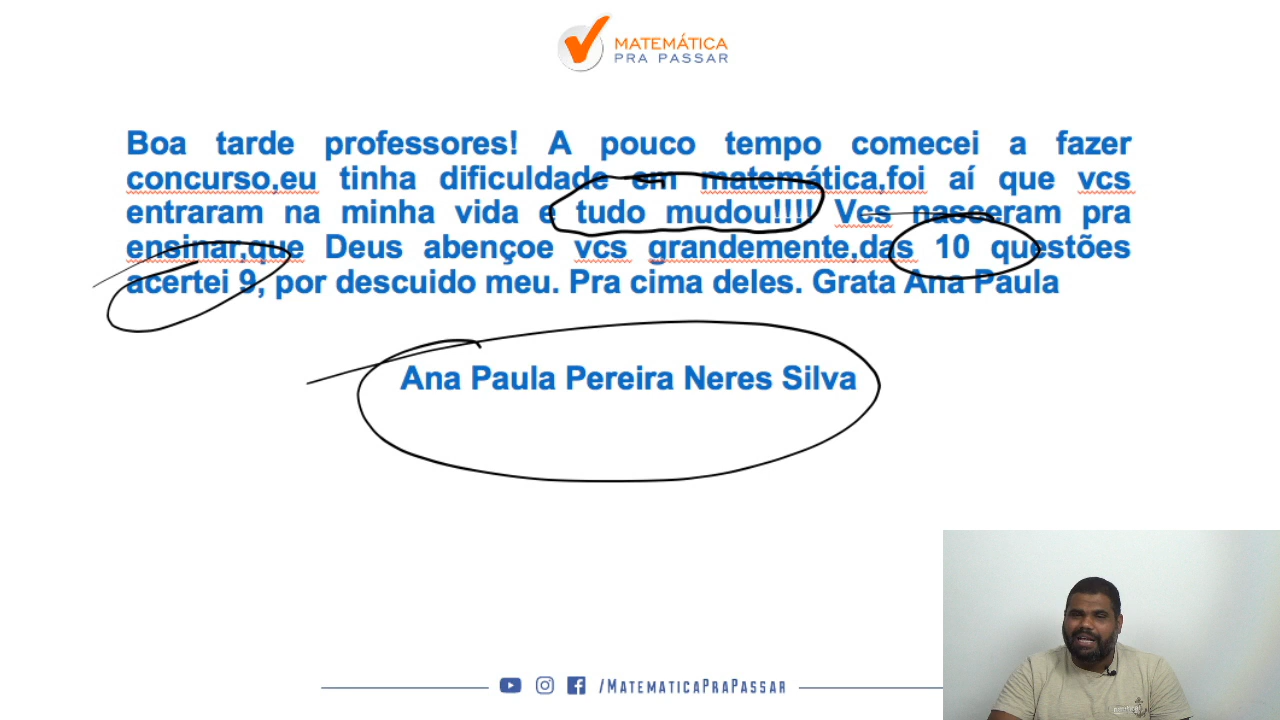 MATEMÁTICA
PRA PASSAR
Boa tarde professores! A pouco tempo comecei a fazer
concurso,eu tinha dificuldade em matemática,foi aí que vcs
entraram na minha vida e tudo mudou!!!! Vcs nasceram pra
ensinar,que Deus abençoe vcs grandemente,das 10 questões
acertei 9, por descuido meu. Pra cima deles. Grata Ana Paula
Ana Paula Pereira Neres Silva
/MATEMATICAPRAPASSAR